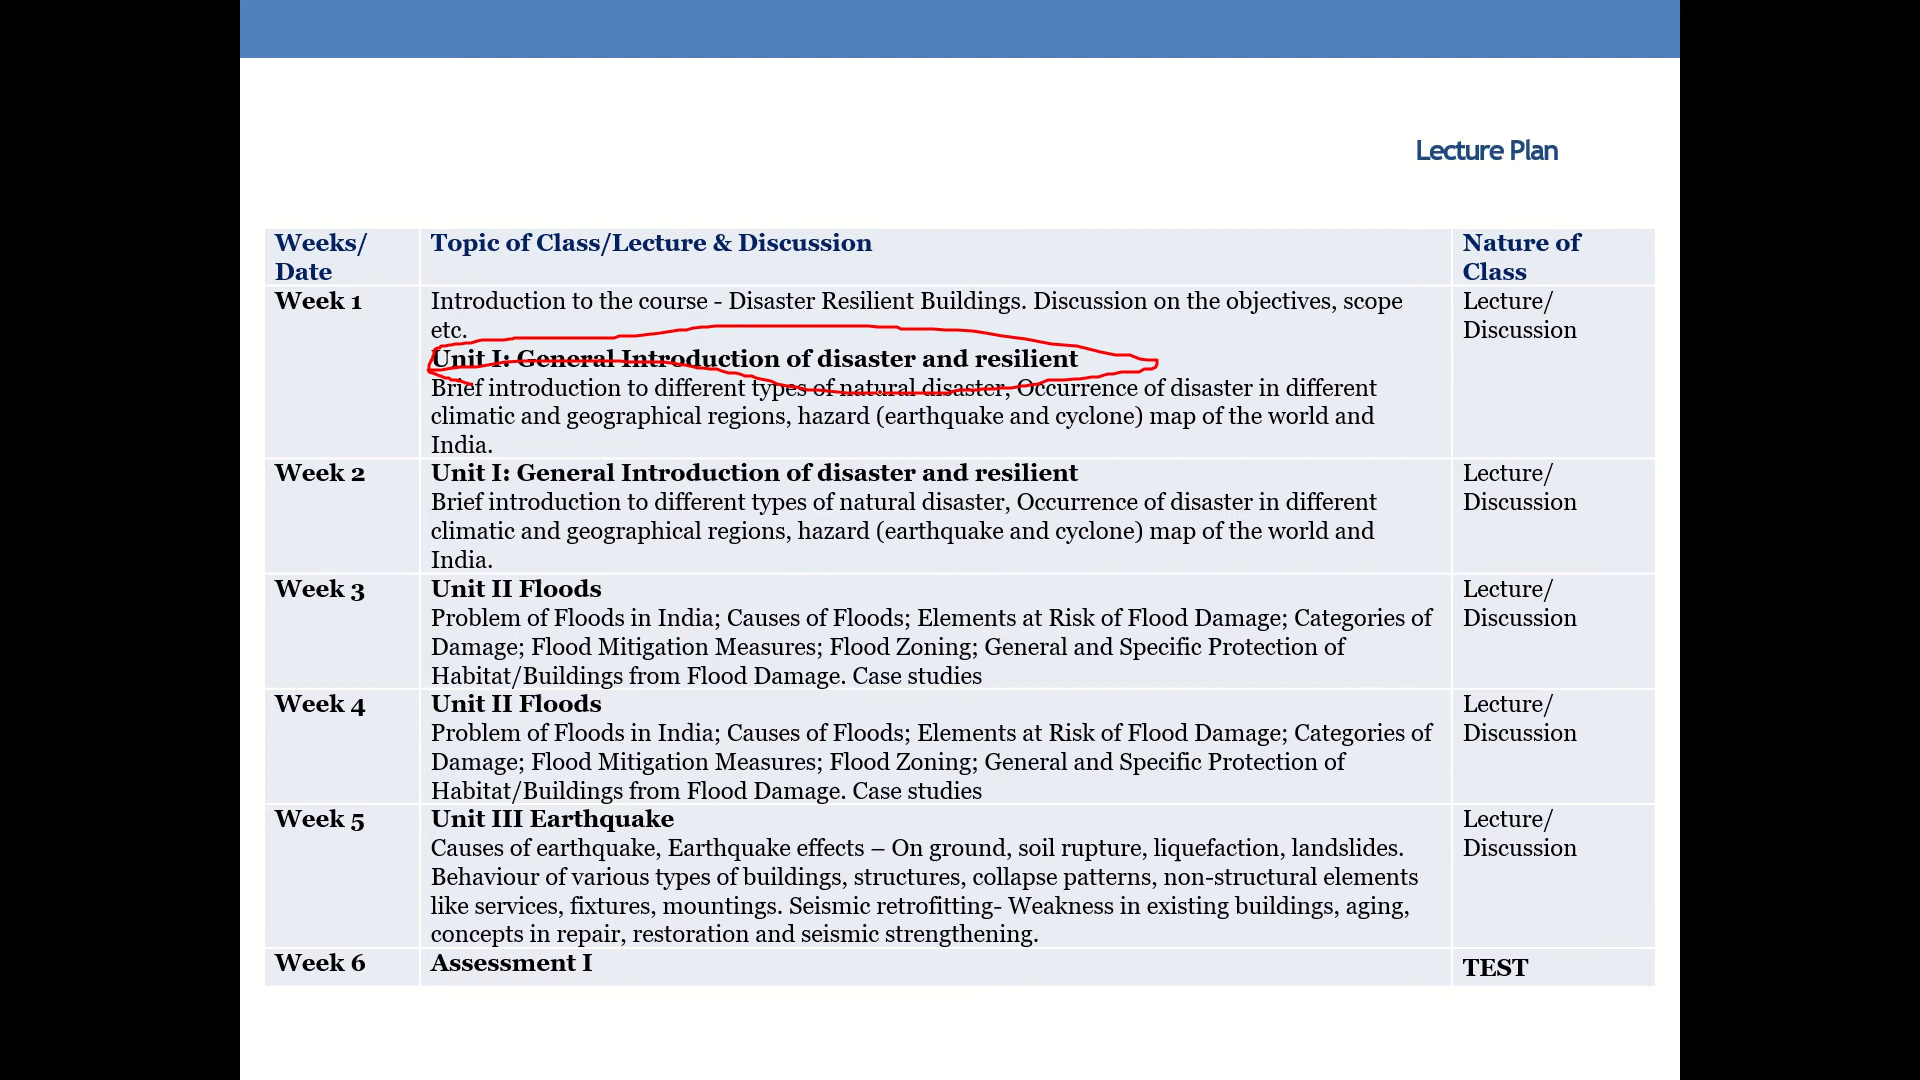 Lecture Plan
Weeks/
Date
Topic of Class/Lecture & Discussion
Nature of
Class
Week 1
Introduction to the course - Disaster Resilient Buildings. Discussion on the objectives, scope
etc.
Unit I: General Introduction of disaster and resilient
Brief introduction to different types of natural disaster, Occurrence of disaster in different
climatic and geographical regions, hazard (earthquake and cyclone) map of the world and
India.
Lecture/
Discussion
Week 2
Unit I: General Introduction of disaster and resilient
Brief introduction to different types of natural disaster, Occurrence of disaster in different
climatic and geographical regions, hazard (earthquake and cyclone) map of the world and
India.
Lecture/
Discussion
Week 3
Unit II Floods
Problem of Floods in India; Causes of Floods; Elements at Risk of Flood Damage; Categories of
Damage; Flood Mitigation Measures; Flood Zoning; General and Specific Protection of
Habitat/Buildings from Flood Damage. Case studies
Lecture/
Discussion
Week 4
Unit II Floods
Problem of Floods in India; Causes of Floods; Elements at Risk of Flood Damage; Categories of
Damage; Flood Mitigation Measures; Flood Zoning; General and Specific Protection of
Habitat/Buildings from Flood Damage. Case studies
Lecture/
Discussion
Week 5
Unit III Earthquake
Causes of earthquake, Earthquake effects – On ground, soil rupture, liquefaction, landslides.
Behaviour of various types of buildings, structures, collapse patterns, non-structural elements
like services, fixtures, mountings. Seismic retrofitting- Weakness in existing buildings, aging,
concepts in repair, restoration and seismic strengthening.
Lecture/
Discussion
Week 6
Assessment I
TEST